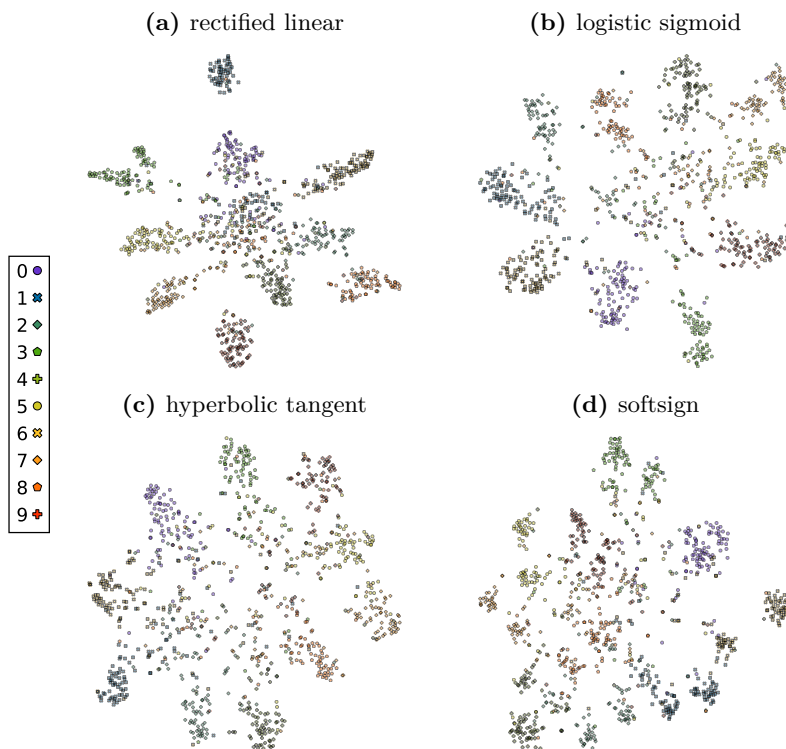 (a) rectified linear
(b) logistic sigmoid
0
1
2
3
4
5
6
7
8
9
(c) hyperbolic tangent
(d) softsign